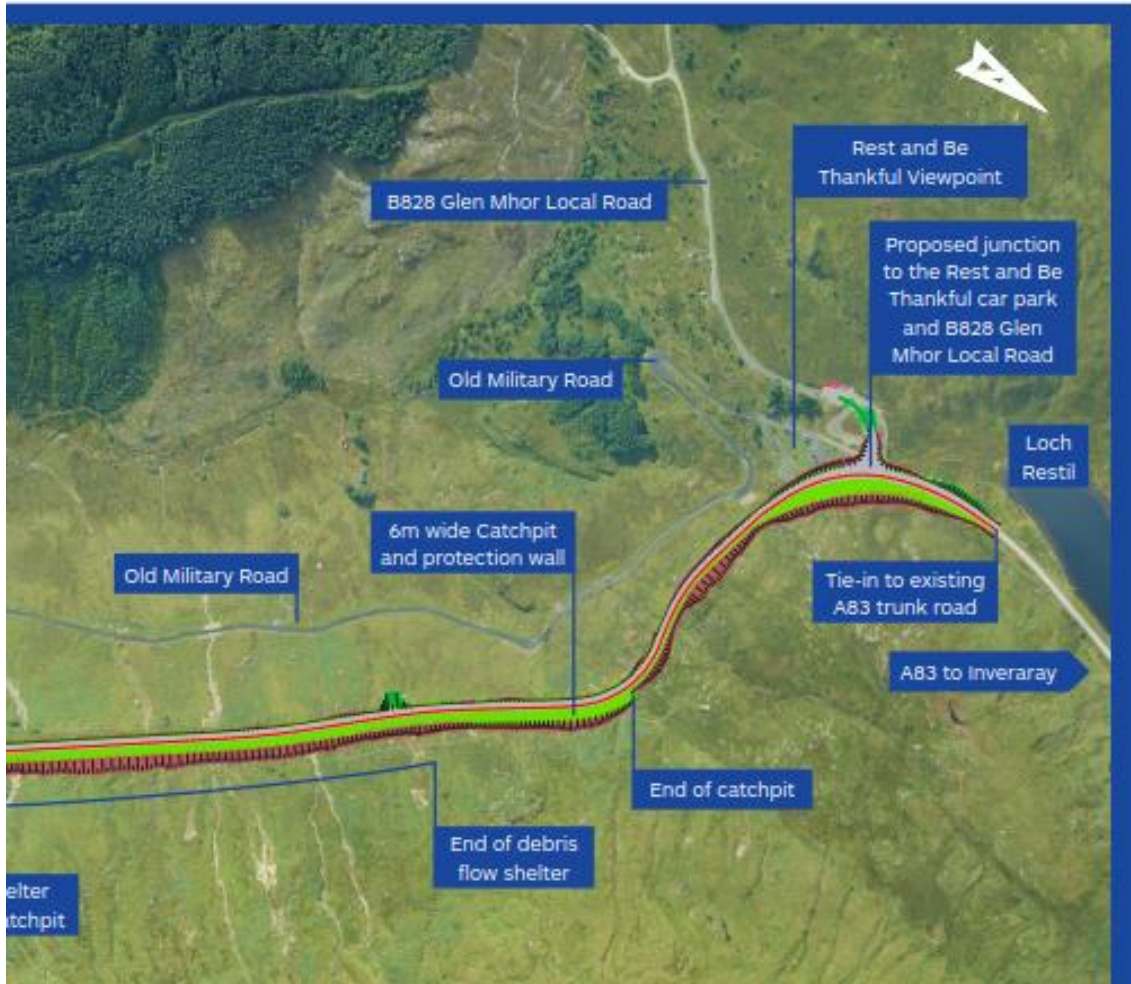 Rest and Be
Thankful Viewpoint
B828 Glen Mhor Local Road
Proposed junction
to the Rest and Be
Thankful car park
and B828 Glen
Mhor Local Road
Old Military Road
Loch
Restil
6m wide Catchpit
and protection wall
Old Military Road
Tie-in to existing
A83 trunk road
A83 to Inveraray
End of catchpit
End of debris
flow shelter
elter
atchpit